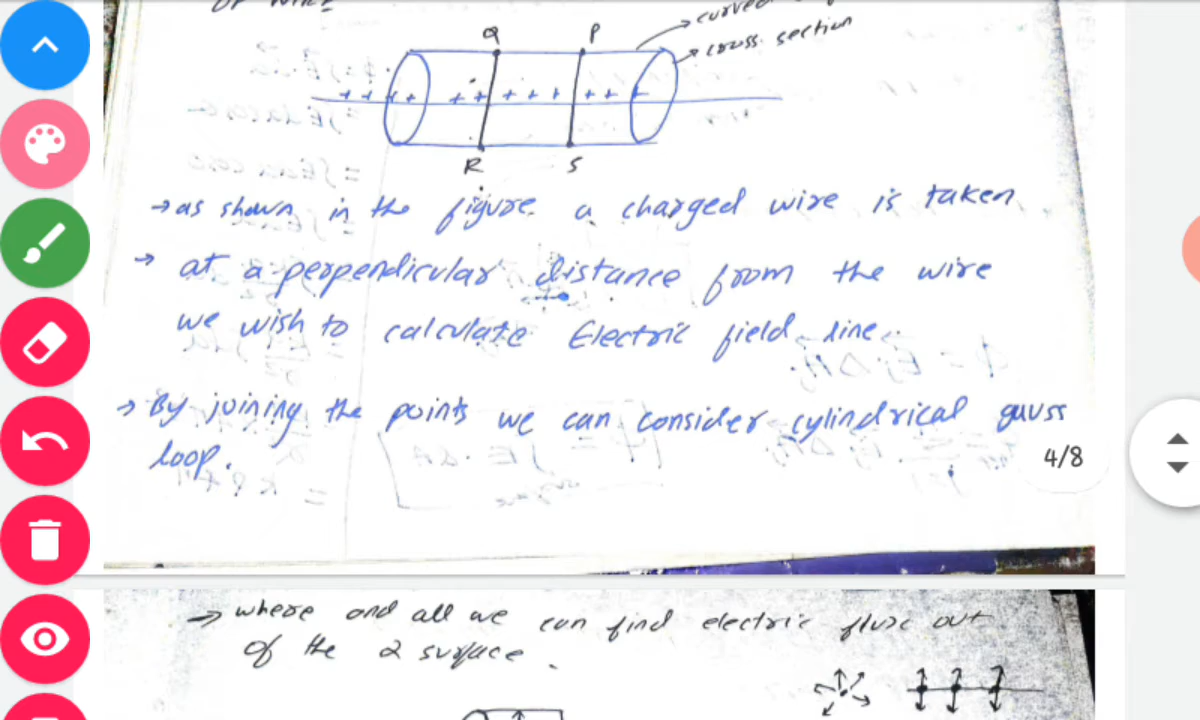 Q P
cross section
R S
→ as shown in the figure a charged wire is taken
→ at a perpendicular distance from the wire
we wish to calculate Electric field line
→ By joining the points we can consider cylindrical gauss
loop.
4/8
→ where and all we can find electric flux out
of the 2 surface.